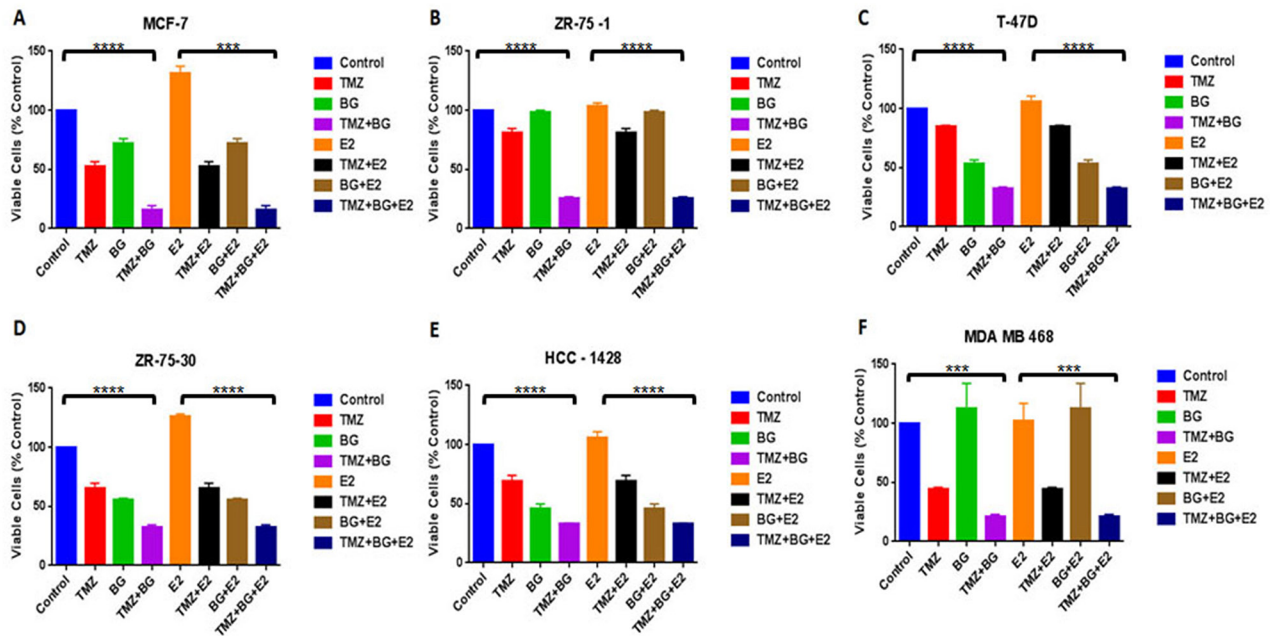 A
MCF-7
****
***
Viable Cells (% Control)
150
100
50
0
Control
TMZ
BG
TMZ+BG
E2
TMZ+E2
BG+E2
TMZ+BG+E2
Control
TMZ
BG
TMZ+BG
E2
TMZ+E2
BG+E2
TMZ+BG+E2
B
ZR-75 -1
****
****
Viable Cells (% Control)
150
100
50
0
Control
TMZ
BG
TMZ+BG
E2
TMZ+E2
BG+E2
TMZ+BG+E2
Control
TMZ
BG
TMZ+BG
E2
TMZ+E2
BG+E2
TMZ+BG+E2
C
T-47D
****
****
Viable Cells (% Control)
150
100
50
0
Control
TMZ
BG
TMZ+BG
E2
TMZ+E2
BG+E2
TMZ+BG+E2
Control
TMZ
BG
TMZ+BG
E2
TMZ+E2
BG+E2
TMZ+BG+E2
D
ZR-75-30
****
****
Viable Cells (% Control)
150
100
50
0
Control
TMZ
BG
TMZ+BG
E2
TMZ+E2
BG+E2
TMZ+BG+E2
Control
TMZ
BG
TMZ+BG
E2
TMZ+E2
BG+E2
TMZ+BG+E2
E
HCC - 1428
****
****
Viable Cells (% Control)
150
100
50
0
Control
TMZ
BG
TMZ+BG
E2
TMZ+E2
BG+E2
TMZ+BG+E2
Control
TMZ
BG
TMZ+BG
E2
TMZ+E2
BG+E2
TMZ+BG+E2
F
MDA MB 468
***
***
Viable Cells (% Control)
150
100
50
0
Control
TMZ
BG
TMZ+BG
E2
TMZ+E2
BG+E2
TMZ+BG+E2
Control
TMZ
BG
TMZ+BG
E2
TMZ+E2
BG+E2
TMZ+BG+E2